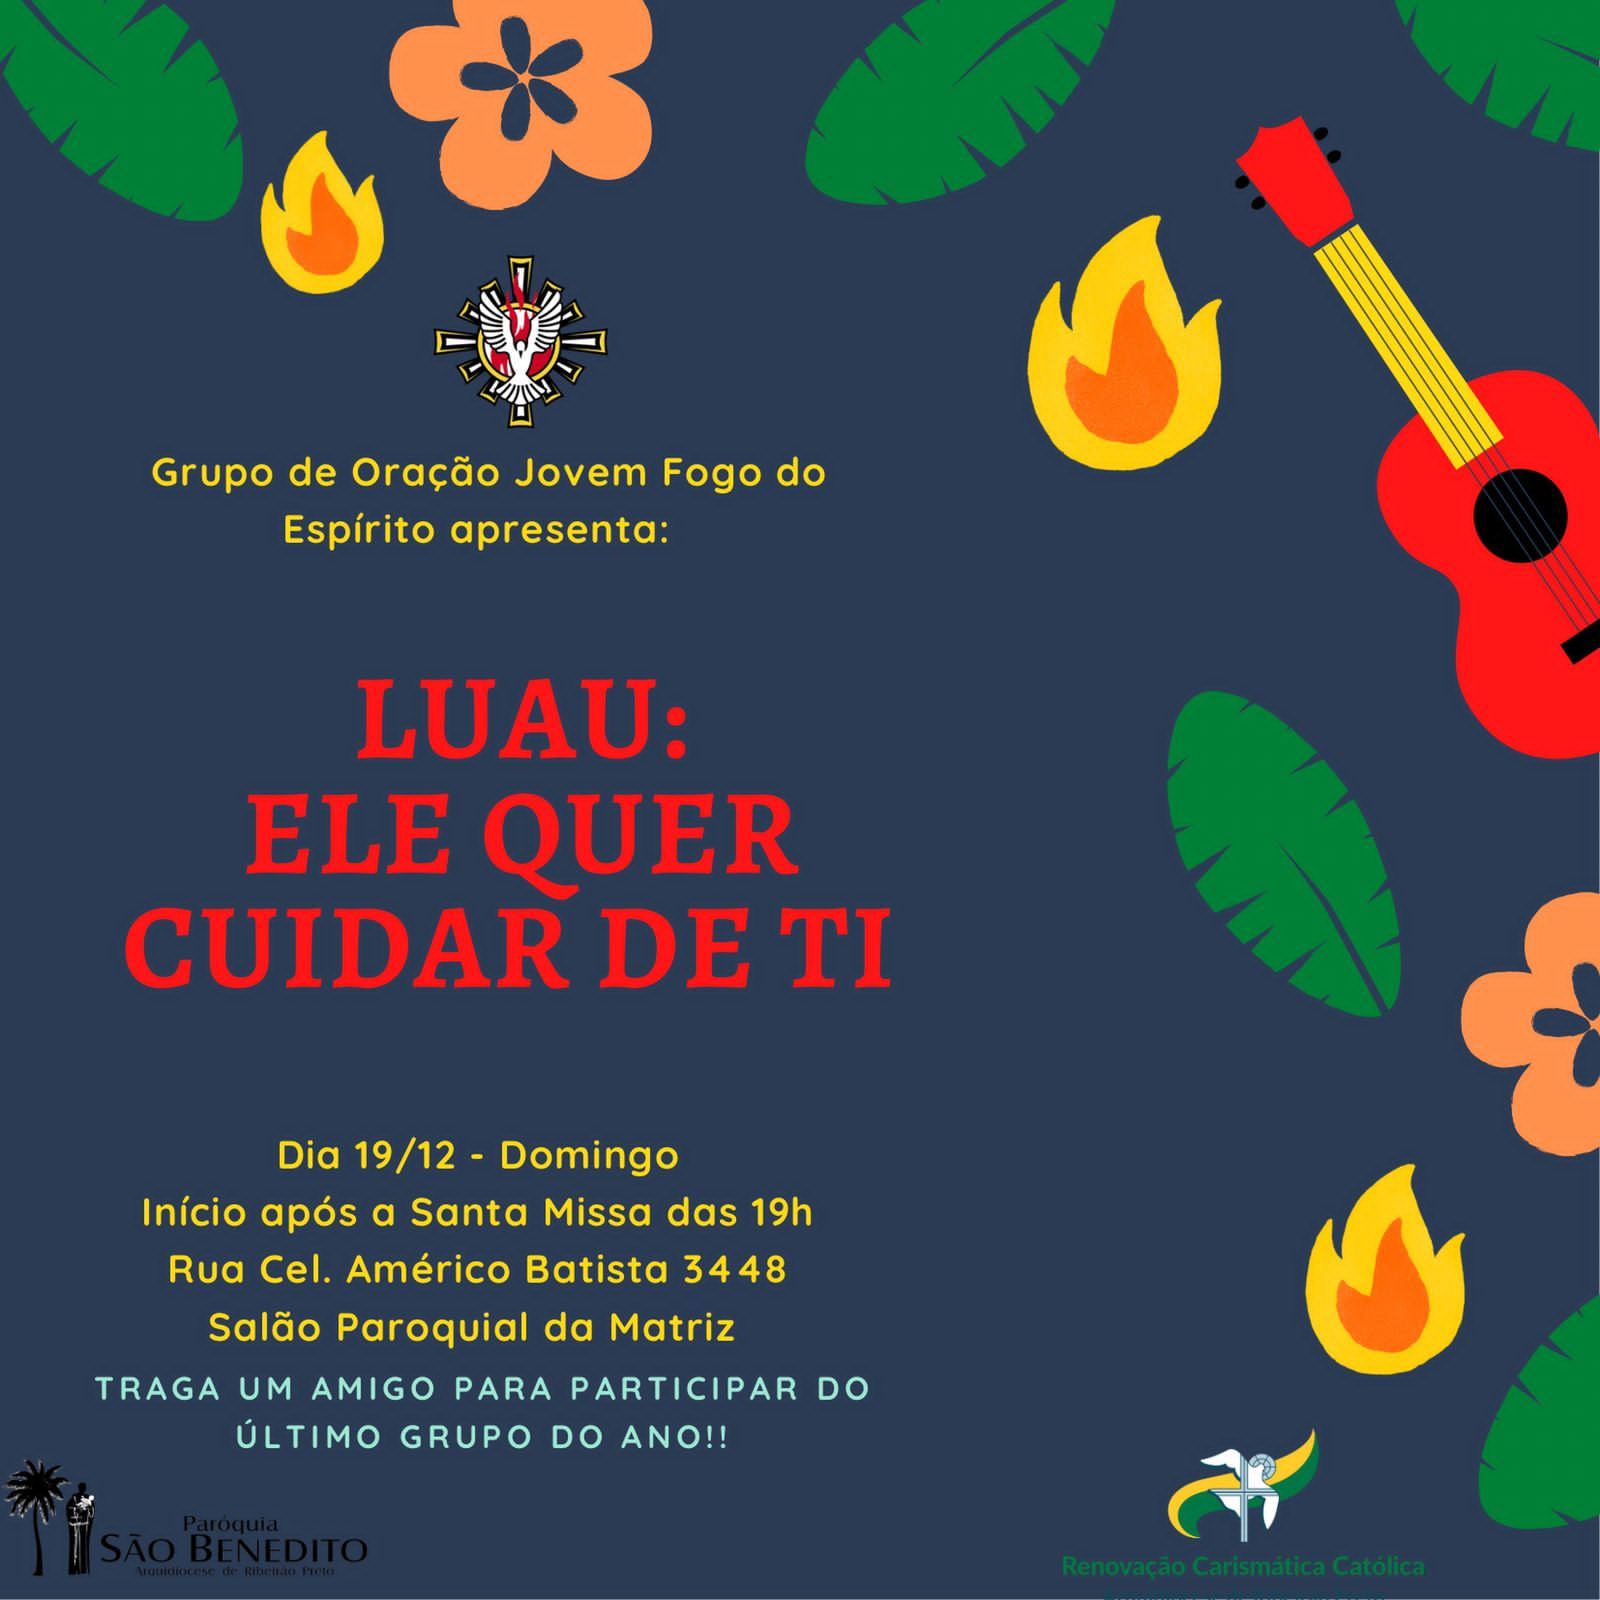 Grupo de Oração Jovem Fogo do
Espírito apresenta:
LUAU:
ELE QUER
CUIDAR DE TI
Dia 19/12 - Domingo
Início após a Santa Missa das 19h
Rua Cel. Américo Batista 3448
Salão Paroquial da Matriz
TRAGA UM AMIGO PARA PARTICIPAR DO
ÚLTIMO GRUPO DO ANO!!
Paróquia
SÃO BENEDITO
Arquidiocese de Ribeirão Preto
Renovação Carismática Católica